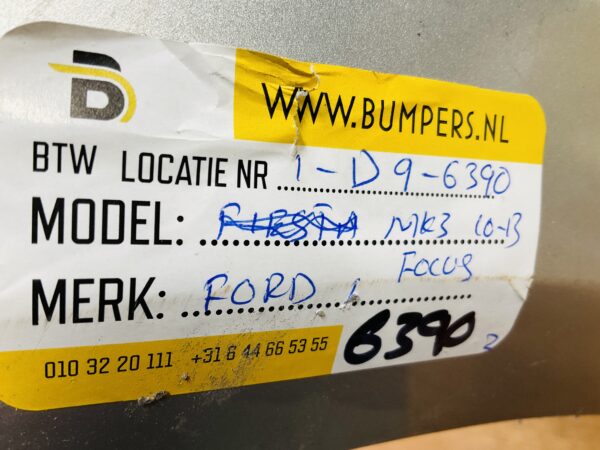 WWW.BUMPERS.NL
BTW LOCATIE NR 1-D9-6390
MODEL: FIESTA MK3 10-13
FOCUS
MERK: FORD
010 32 20 111 +31 6 44 66 53 55 6390 2